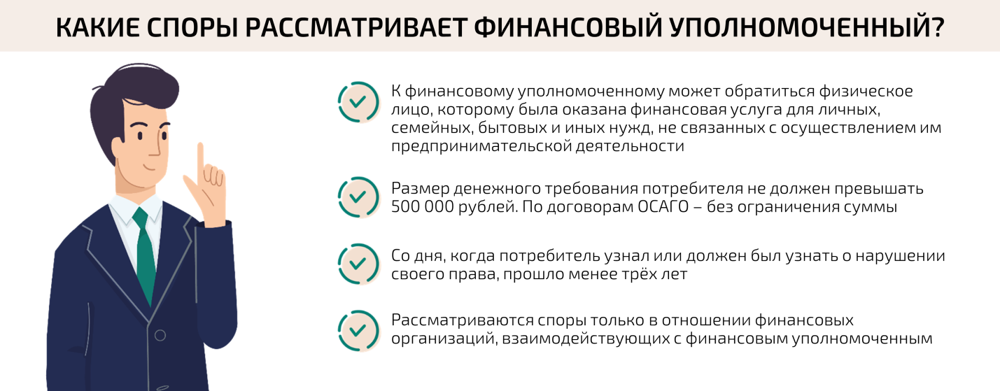 КАКИЕ СПОРЫ РАССМАТРИВАЕТ ФИНАНСОВЫЙ УПОЛНОМОЧЕННЫЙ?
К финансовому уполномоченному может обратиться физическое
лицо, которому была оказана финансовая услуга для личных,
семейных, бытовых и иных нужд, не связанных с осуществлением им
предпринимательской деятельности
Размер денежного требования потребителя не должен превышать
500 000 рублей. По договорам ОСАГО – без ограничения суммы
Со дня, когда потребитель узнал или должен был узнать о нарушении
своего права, прошло менее трёх лет
Рассматриваются споры только в отношении финансовых
организаций, взаимодействующих с финансовым уполномоченным